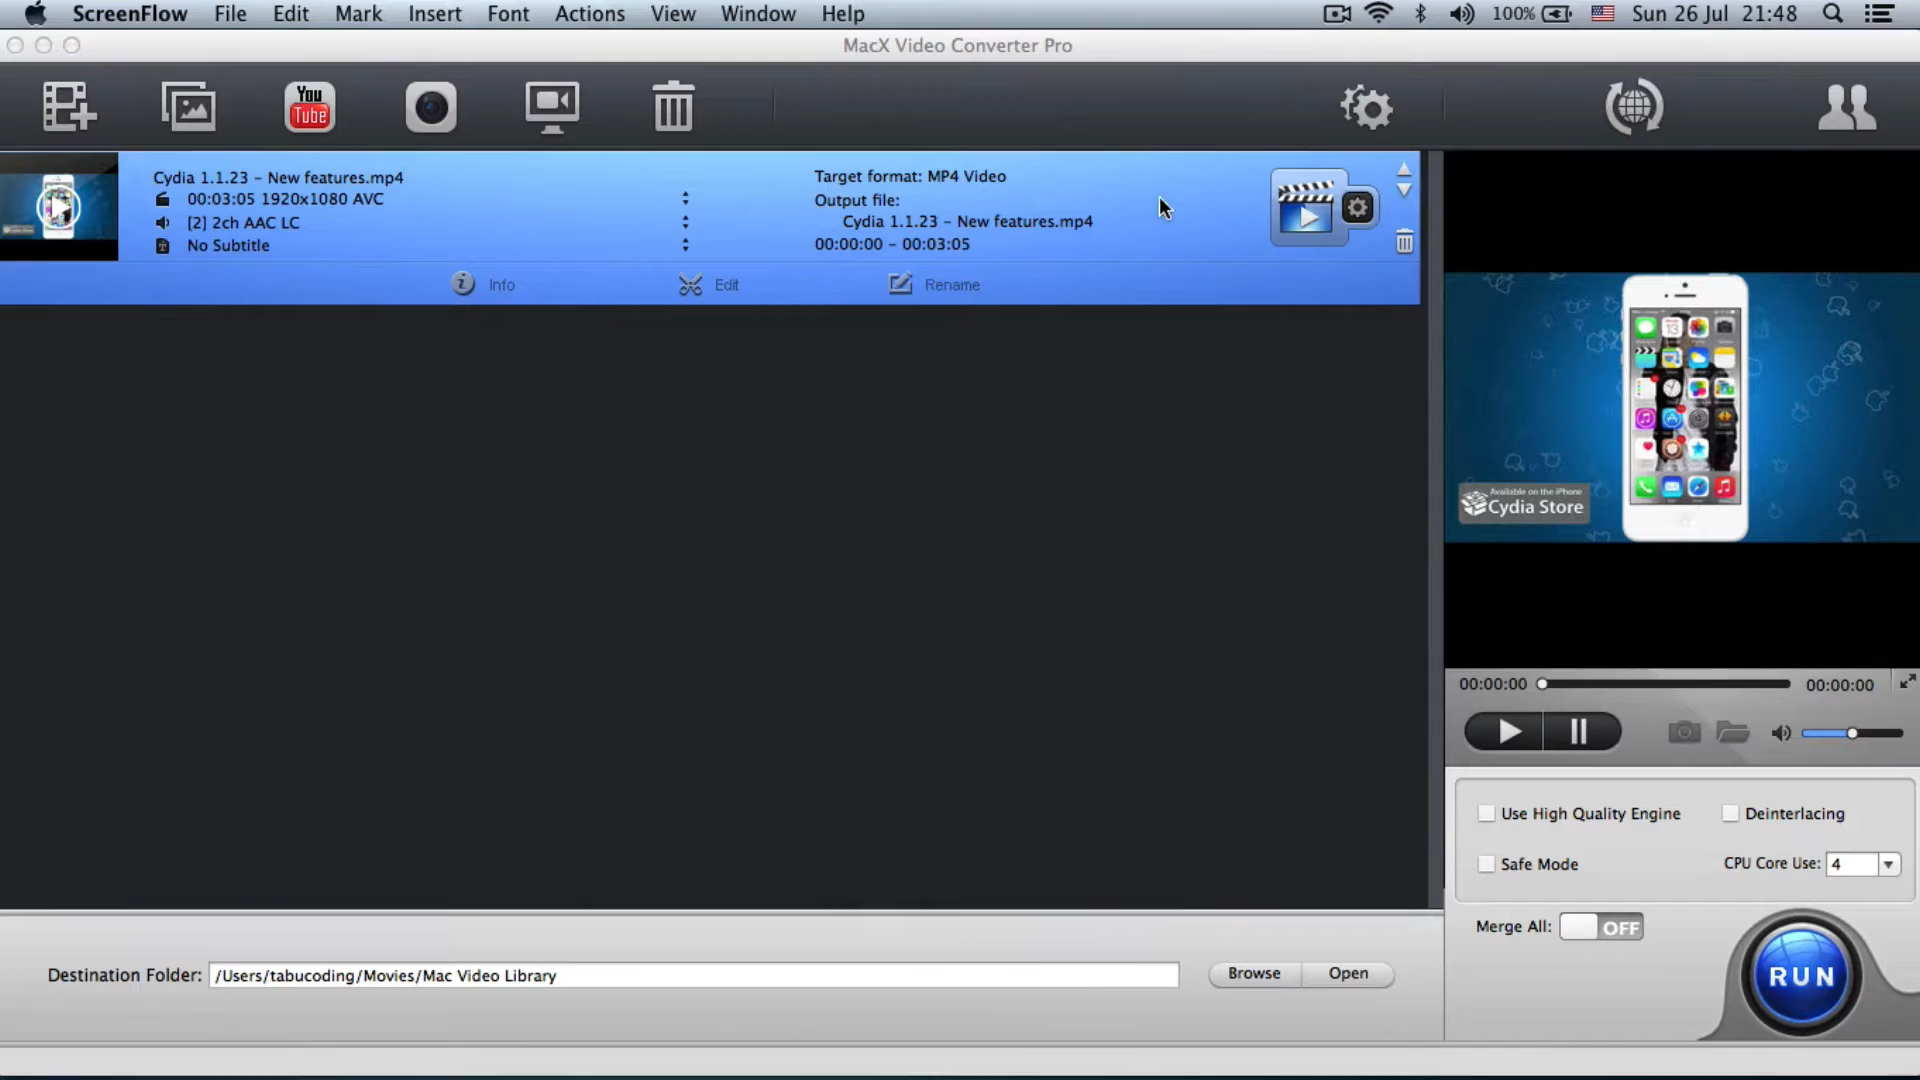 ScreenFlow File Edit Mark Insert Font Actions View Window Help 100% Sun 26 Jul 21:48
MacX Video Converter Pro
You
Tube
Cydia 1.1.23 - New features.mp4
00:03:05 1920x1080 AVC
[2] 2ch AAC LC
No Subtitle
Target format: MP4 Video
Output file:
Cydia 1.1.23 - New features.mp4
00:00:00 - 00:03:05
Info Edit Rename
Available on the iPhone
Cydia Store
00:00:00 00:00:00
Use High Quality Engine Deinterlacing
Safe Mode CPU Core Use: 4
Merge All: OFF
RUN
Destination Folder: /Users/tabucoding/Movies/Mac Video Library Browse Open